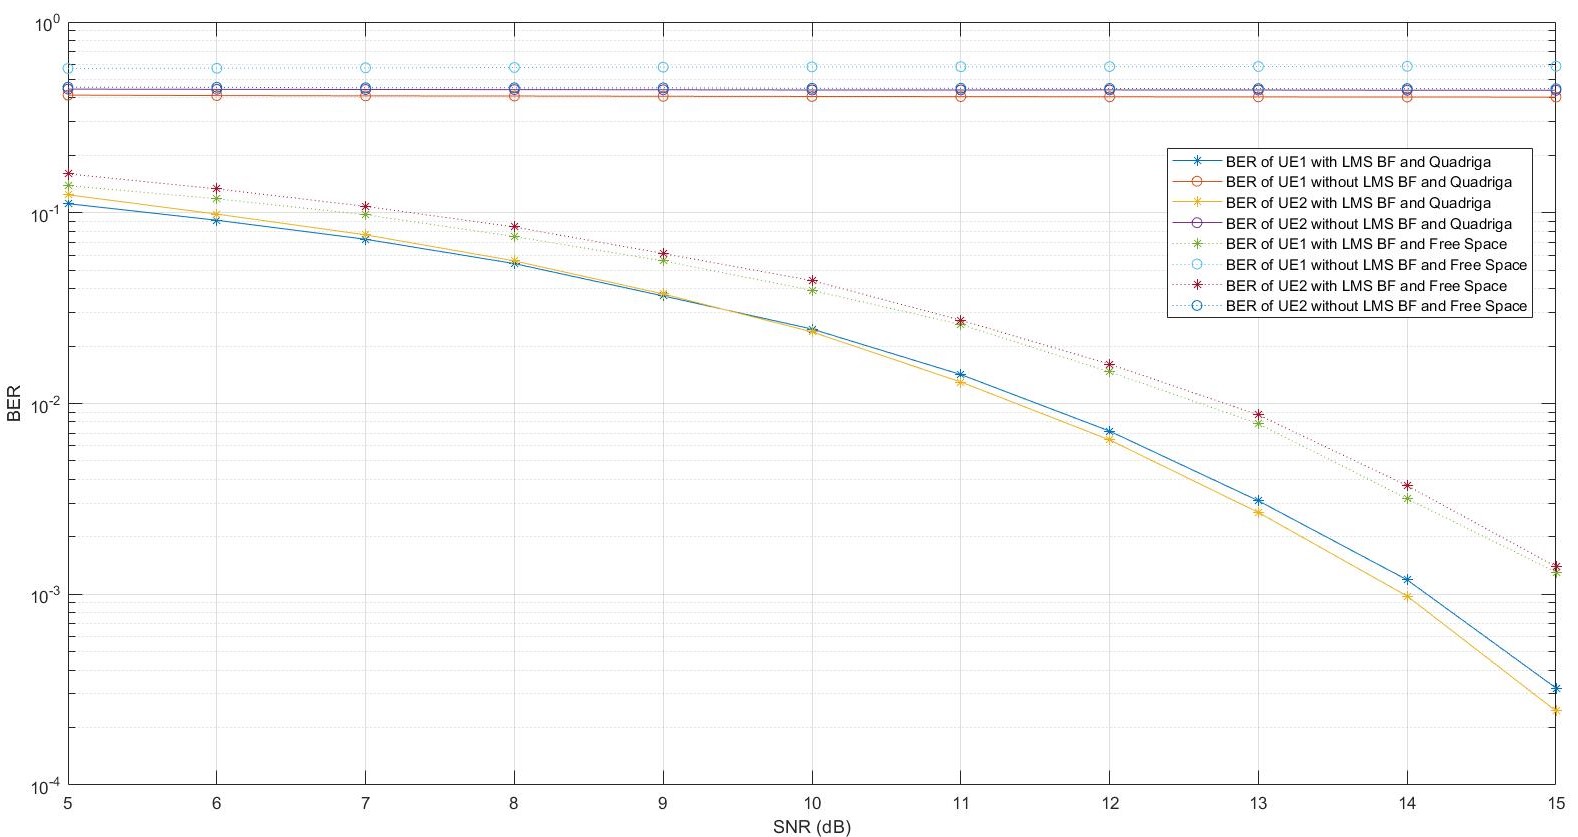 10^0
10^-1
10^-2
10^-3
10^-4
BER
BER of UE1 with LMS BF and Quadriga
BER of UE1 without LMS BF and Quadriga
BER of UE2 with LMS BF and Quadriga
BER of UE2 without LMS BF and Quadriga
BER of UE1 with LMS BF and Free Space
BER of UE1 without LMS BF and Free Space
BER of UE2 with LMS BF and Free Space
BER of UE2 without LMS BF and Free Space
5 6 7 8 9 10 11 12 13 14 15
SNR (dB)